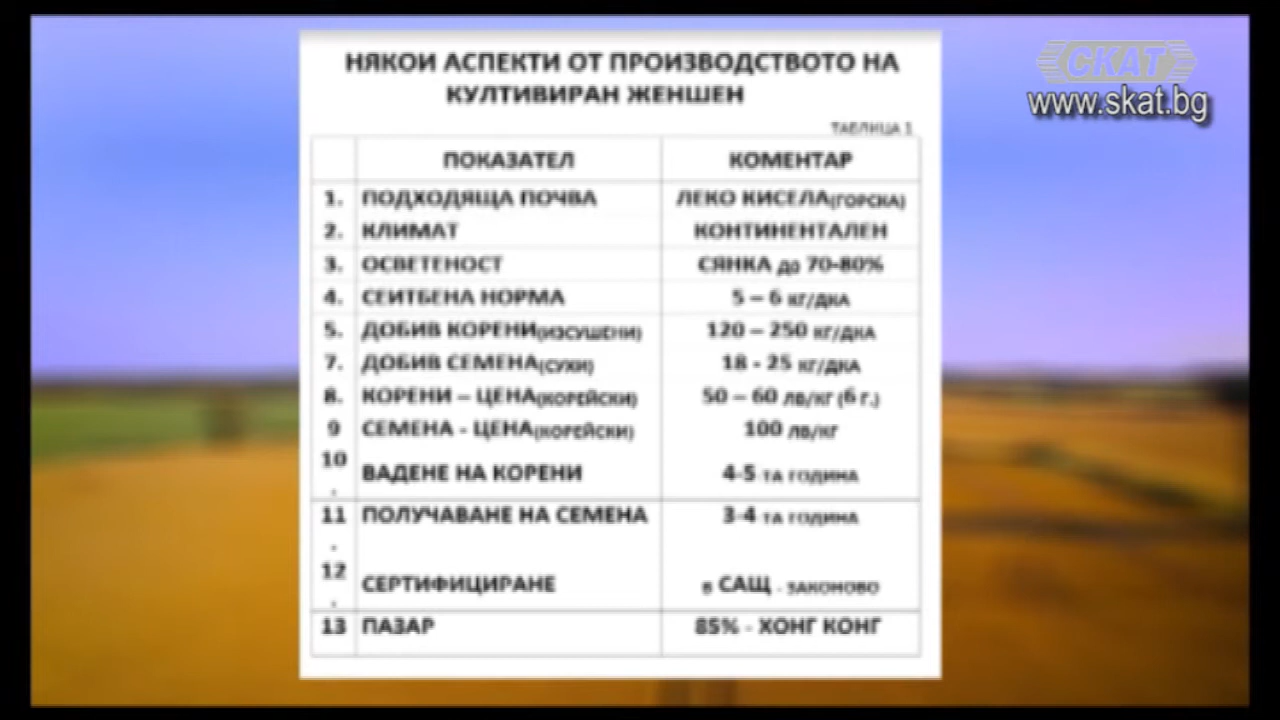 НЯКОИ АСПЕКТИ ОТ ПРОИЗВОДСТВОТО НА
КУЛТИВИРАН ЖЕНШЕН
ТАБЛИЦА 1
ПОКАЗАТЕЛ КОМЕНТАР
1. ПОДХОДЯЩА ПОЧВА ЛЕКО КИСЕЛА(ГОРСКА)
2. КЛИМАТ КОНТИНЕНТАЛЕН
3. ОСВЕТЕНОСТ СЯНКА до 70-80%
4. СЕИТБЕНА НОРМА 5 – 6 КГ/ДКА
5. ДОБИВ КОРЕНИ(ИЗСУШЕНИ) 120 – 250 КГ/ДКА
7. ДОБИВ СЕМЕНА(СУХИ) 18 - 25 КГ/ДКА
8. КОРЕНИ – ЦЕНА(КОРЕЙСКИ) 50 – 60 ЛВ/КГ (6 Г.)
9 СЕМЕНА - ЦЕНА(КОРЕЙСКИ) 100 ЛВ/КГ
10. ВАДЕНЕ НА КОРЕНИ 4-5 ТА ГОДИНА
11. ПОЛУЧАВАНЕ НА СЕМЕНА 3-4 ТА ГОДИНА
12. СЕРТИФИЦИРАНЕ В САЩ - ЗАКОНОВО
13 ПАЗАР 85% - ХОНГ КОНГ
СКАТ
www.skat.bg